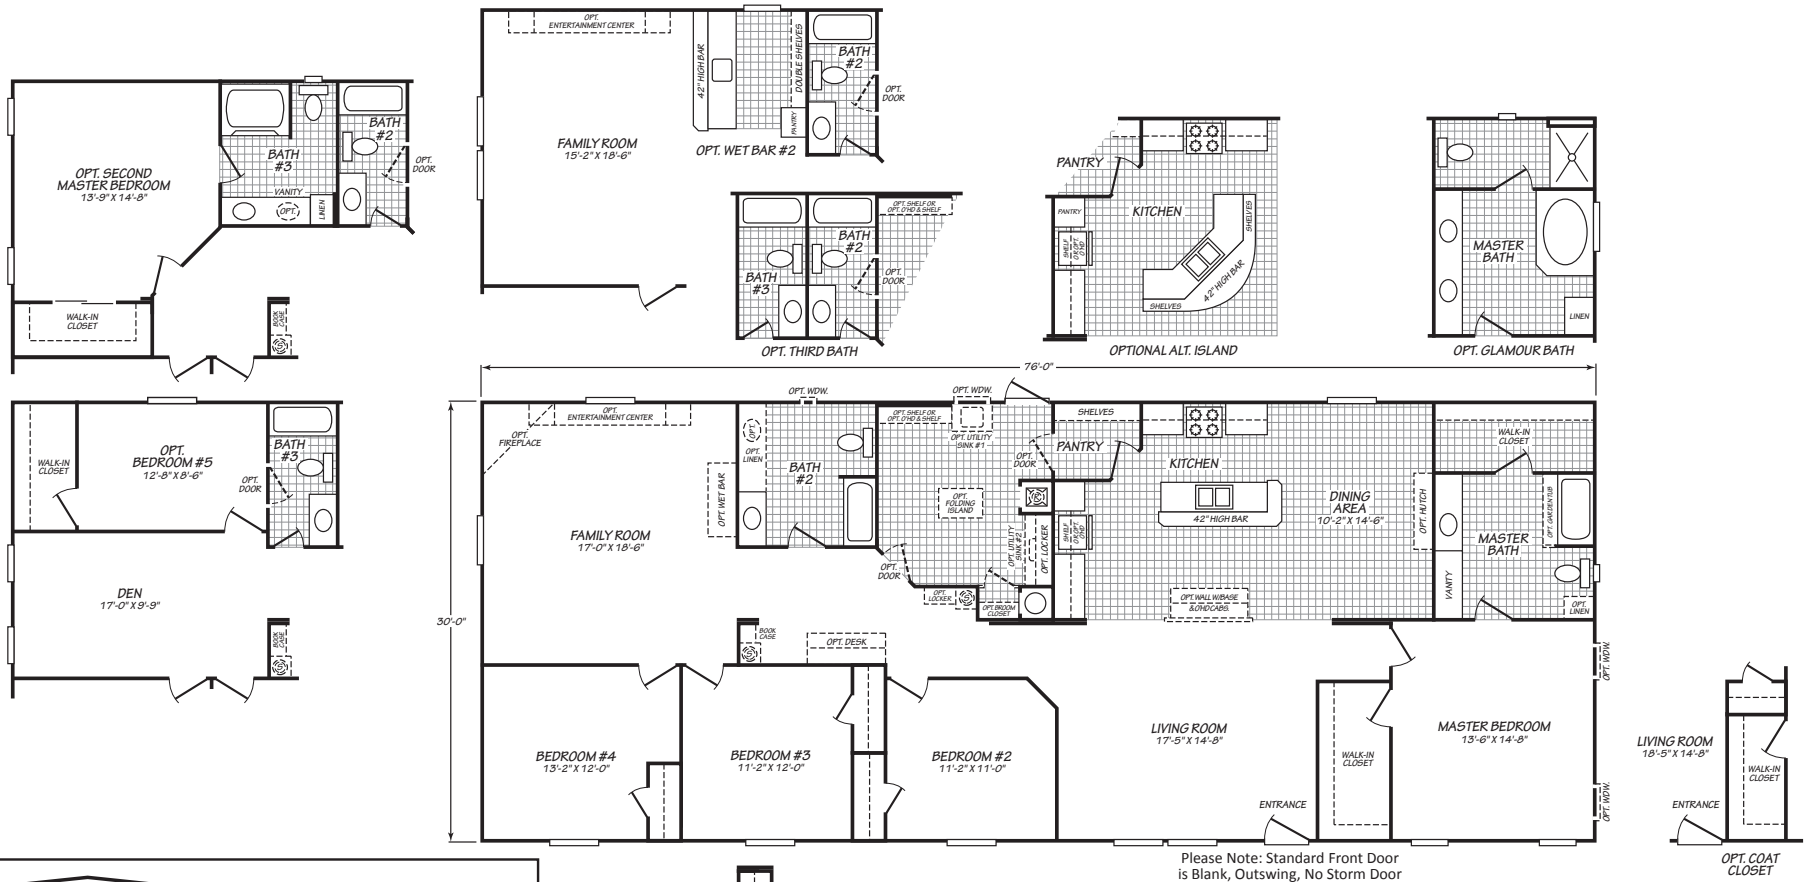 OPT. SECOND
MASTER BEDROOM
13'-9" X 14'-8"
WALK-IN
CLOSET
BATH
#3
VANITY
OPT.
LINEN
BATH
#2
OPT.
DOOR
BOOK
CASE
S
OPT.
ENTERTAINMENT CENTER
FAMILY ROOM
15'-2" X 18'-6"
42" HIGH BAR
DOUBLE SHELVES
PANTRY
OPT. WET BAR #2
BATH
#2
OPT.
DOOR
BATH
#3
BATH
#2
OPT. SHELF OR
OPT. O'HD & SHELF
OPT.
DOOR
OPT. THIRD BATH
PANTRY
KITCHEN
PANTRY
SHELF
OR OPT.
O'HD
SHELVES
42" HIGH BAR
SHELVES
OPTIONAL ALT. ISLAND
MASTER
BATH
LINEN
OPT. GLAMOUR BATH
WALK-IN
CLOSET
OPT.
BEDROOM #5
12'-8" X 8'-6"
OPT.
DOOR
BATH
#3
DEN
17'-0" X 9'-9"
BOOK
CASE
S
76'-0"
30'-0"
OPT.
FIREPLACE
OPT.
ENTERTAINMENT CENTER
FAMILY ROOM
17'-0" X 18'-6"
OPT. WET BAR
OPT. WDW.
OPT.
OPT.
LINEN
BATH
#2
OPT. SHELF OR
OPT. O'HD & SHELF
OPT. WDW.
OPT. UTILITY
SINK #1
OPT.
DOOR
OPT.
FOLDING
ISLAND
OPT. UTILITY
SINK #2
OPT. LOCKER
OPT.
DOOR
OPT.
LOCKER
S
OPT. BROOM
CLOSET
SHELVES
PANTRY
SHELF
OR OPT.
O'HD
KITCHEN
42" HIGH BAR
DINING
AREA
10'-2" X 14'-6"
OPT. HUTCH
OPT. WALL W/BASE
& O'HD CABS.
WALK-IN
CLOSET
OPT. GARDEN TUB
MASTER
BATH
VANITY
OPT.
LINEN
BOOK
CASE
S
OPT. DESK
BEDROOM #4
13'-2" X 12'-0"
BEDROOM #3
11'-2" X 12'-0"
BEDROOM #2
11'-2" X 11'-0"
LIVING ROOM
17'-5" X 14'-8"
ENTRANCE
WALK-IN
CLOSET
MASTER BEDROOM
13'-6" X 14'-8"
OPT. WDW.
OPT. WDW.
LIVING ROOM
18'-5" X 14'-8"
WALK-IN
CLOSET
ENTRANCE
OPT. COAT
CLOSET
Please Note: Standard Front Door
is Blank, Outswing, No Storm Door